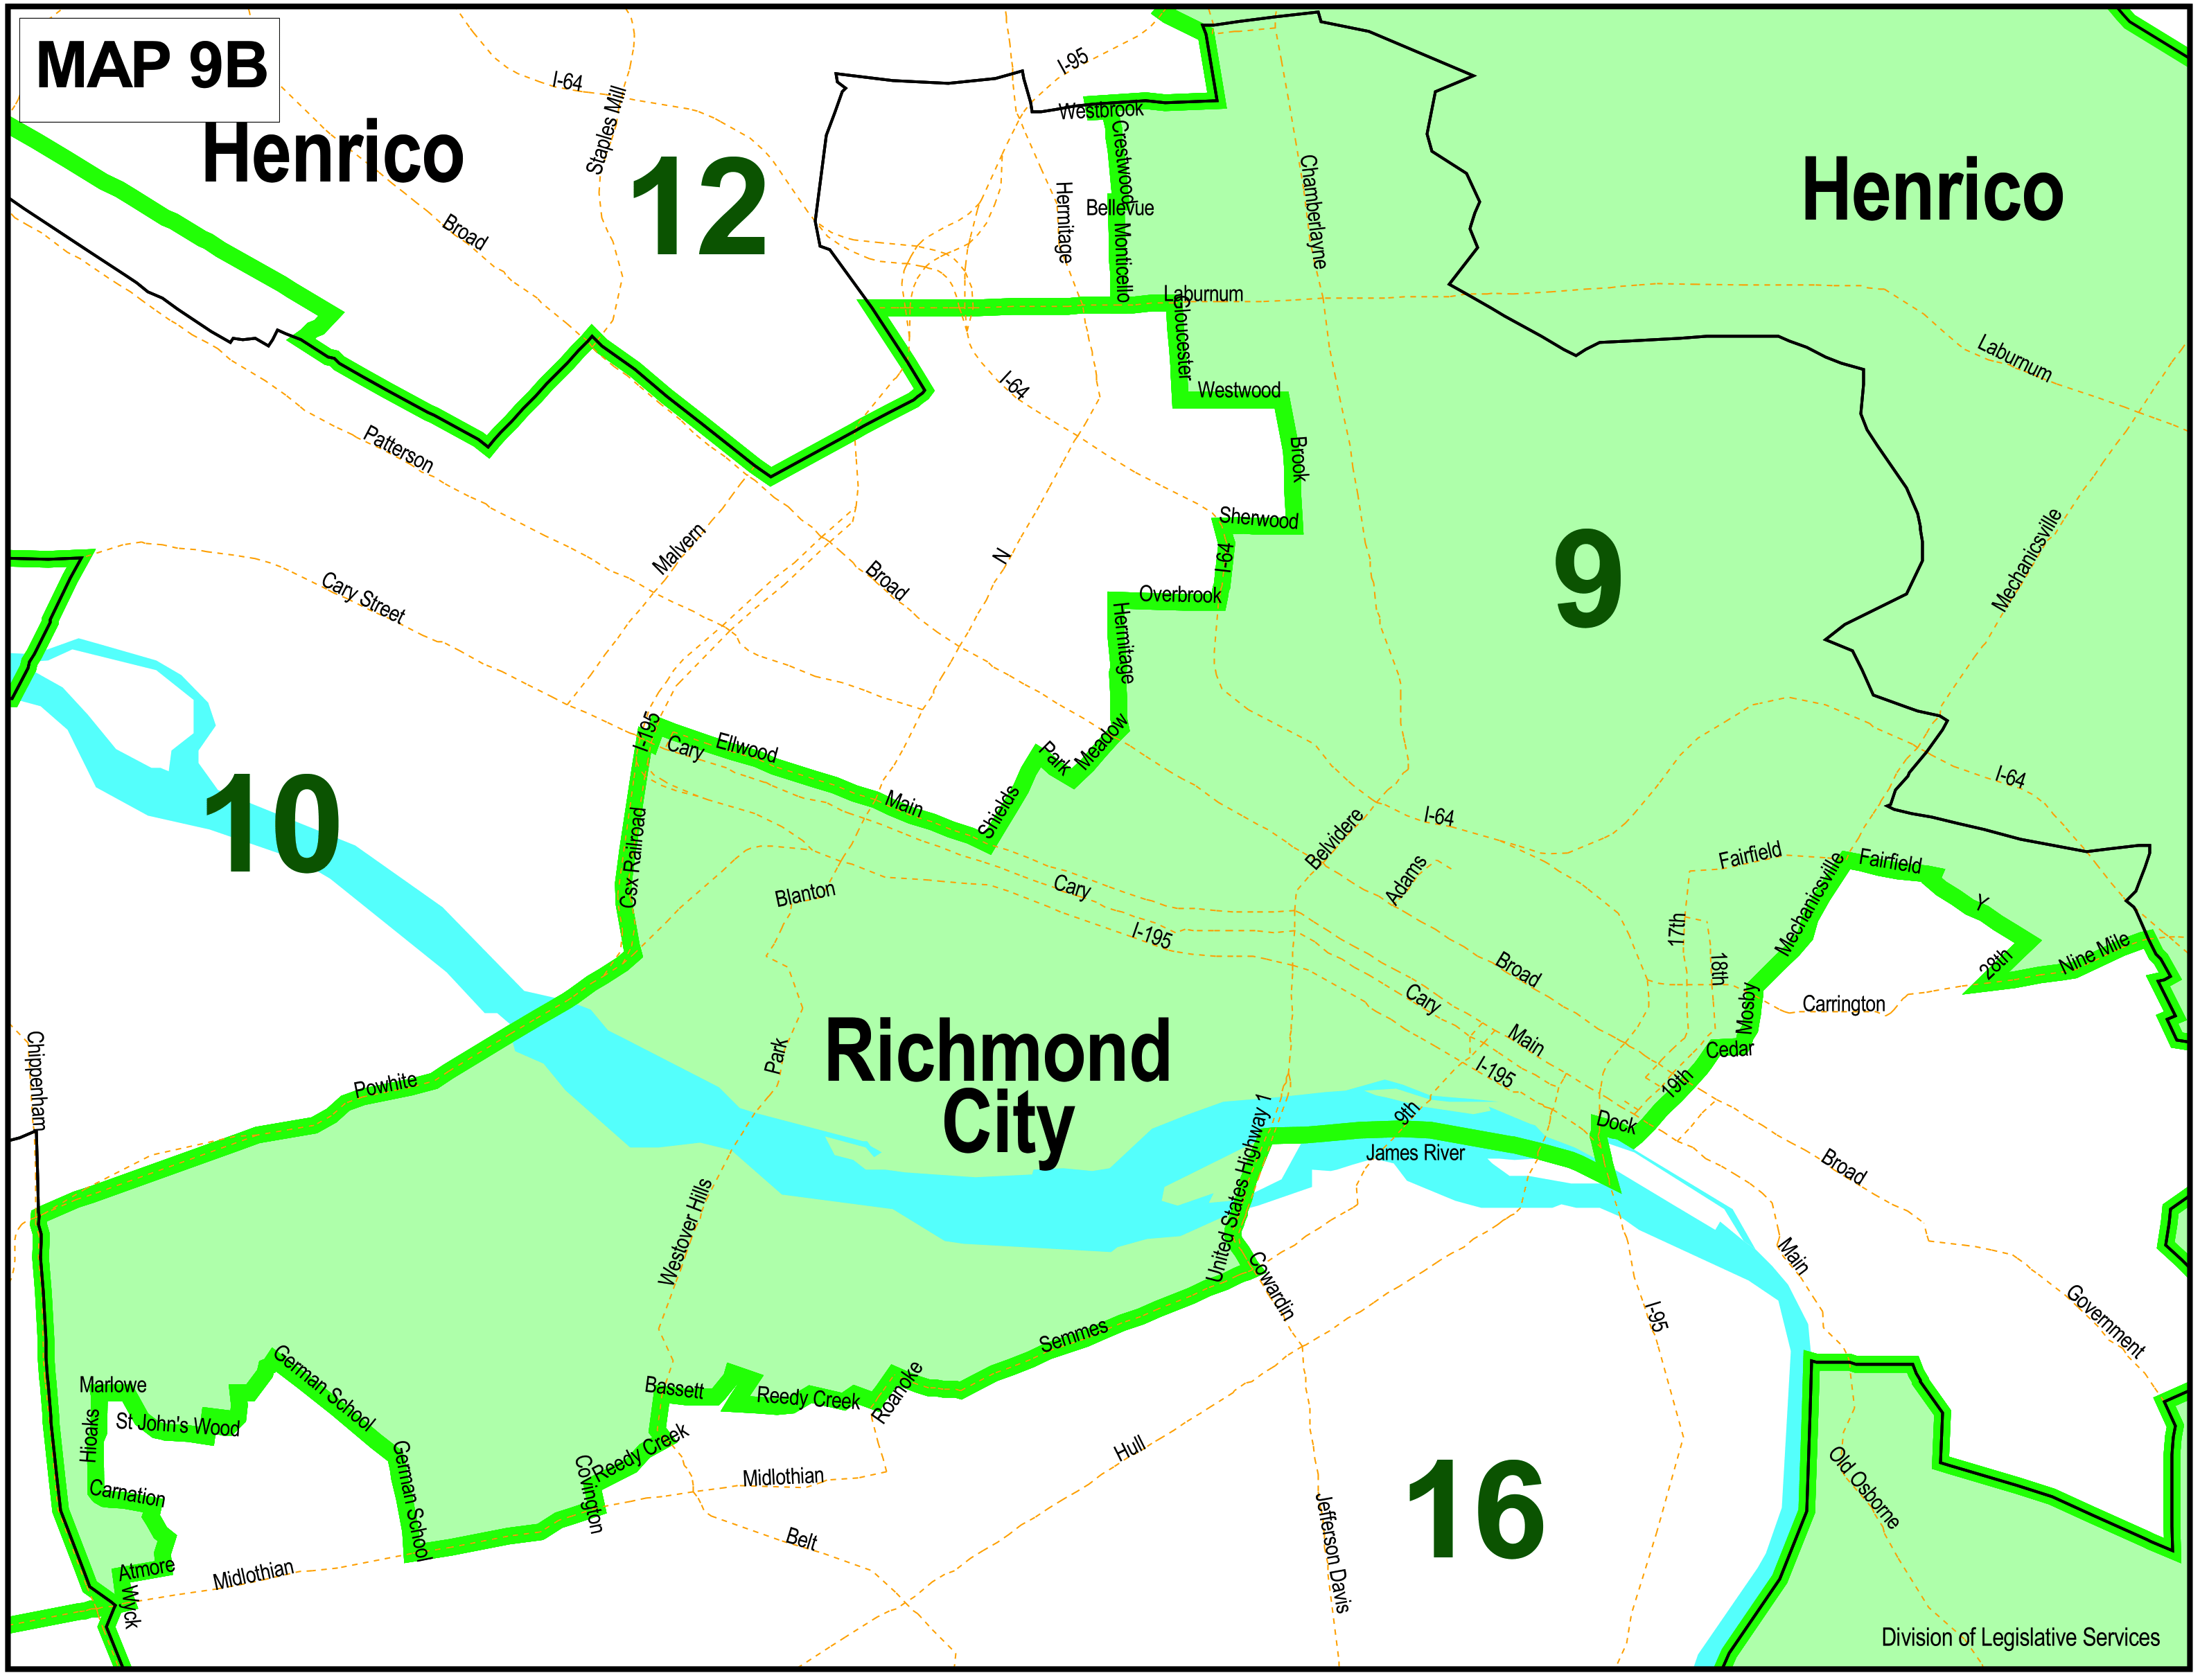 MAP 9B
I-95
I-64
Staples Mill
Westbrook
Henrico
12
Crestwood
Chamberlayne
Henrico
Hermitage
Bellevue
Broad
Monticello
Laburnum
Gloucester
Laburnum
I-64
Westwood
Patterson
Brook
Sherwood
Malvern
N
I-64
9
Mechanicsville
Cary Street
Broad
Overbrook
Hermitage
I-195
Cary
Ellwood
Park
Meadow
10
Main
Shields
I-64
I-64
Csx Railroad
Belvidere
Blanton
Cary
Adams
Fairfield
Mechanicsville
Fairfield
Y
I-195
17th
18th
Broad
28th
Nine Mile
Cary
Mosby
Carrington
Chippenham
Park
Richmond
City
Main
Cedar
Powhite
I-195
19th
9th
Dock
United States Highway 1
James River
Broad
Westover Hills
Cowardin
Main
Semmes
I-95
Government
German School
Marlowe
Bassett
Reedy Creek
Roanoke
Hioaks
St John's Wood
Reedy Creek
Covington
German School
Carnation
Midlothian
Hull
16
Old Osborne
Jefferson Davis
Belt
Atmore
Midlothian
Wyck
Division of Legislative Services